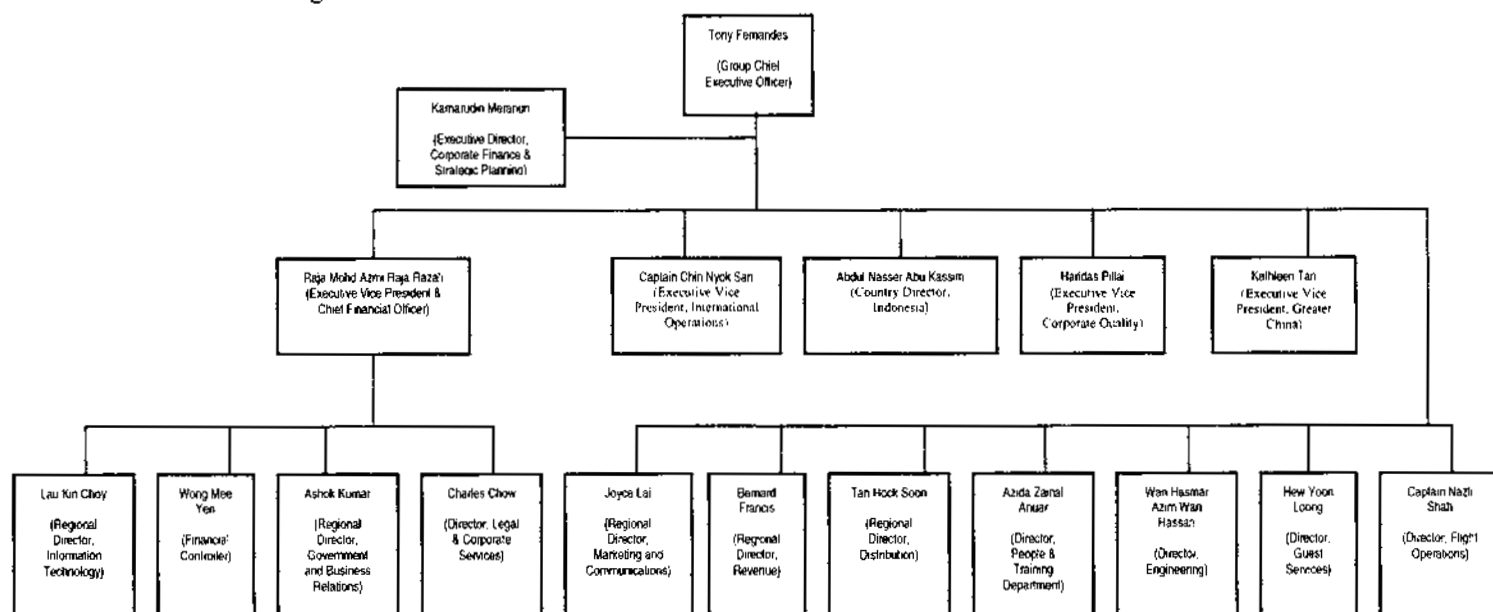 Tony Fernandes
(Group Chief
Executive Officer)
Kamarudin Meranun
(Executive Director,
Corporate Finance &
Strategic Planning)
Raja Mohd Azmi Raja Razali
(Executive Vice President &
Chief Financial Officer)
Captain Chin Nyok San
(Executive Vice
President, International
Operations)
Abdul Nasser Abu Kassim
(Country Director,
Indonesia)
Haridas Pillai
(Executive Vice
President,
Corporate Quality)
Kathleen Tan
(Executive Vice
President, Greater
China)
Lau Kin Choy
(Regional
Director,
Information
Technology)
Wong Mee
Yen
(Financial
Controller)
Ashok Kumar
(Regional
Director,
Government
and Business
Relations)
Charles Chow
(Director, Legal
& Corporate
Services)
Joyce Lai
(Regional
Director,
Marketing and
Communications)
Bernard
Francis
(Regional
Director,
Revenue)
Tan Hock Soon
(Regional
Director,
Distribution)
Azida Zainal
Anuar
(Director,
People &
Training
Department)
Wan Hasmar
Azim Wan
Hassan
(Director,
Engineering)
Hew Yoon
Loong
(Director,
Guest
Services)
Captain Nazli
Shah
(Director, Flight
Operations)